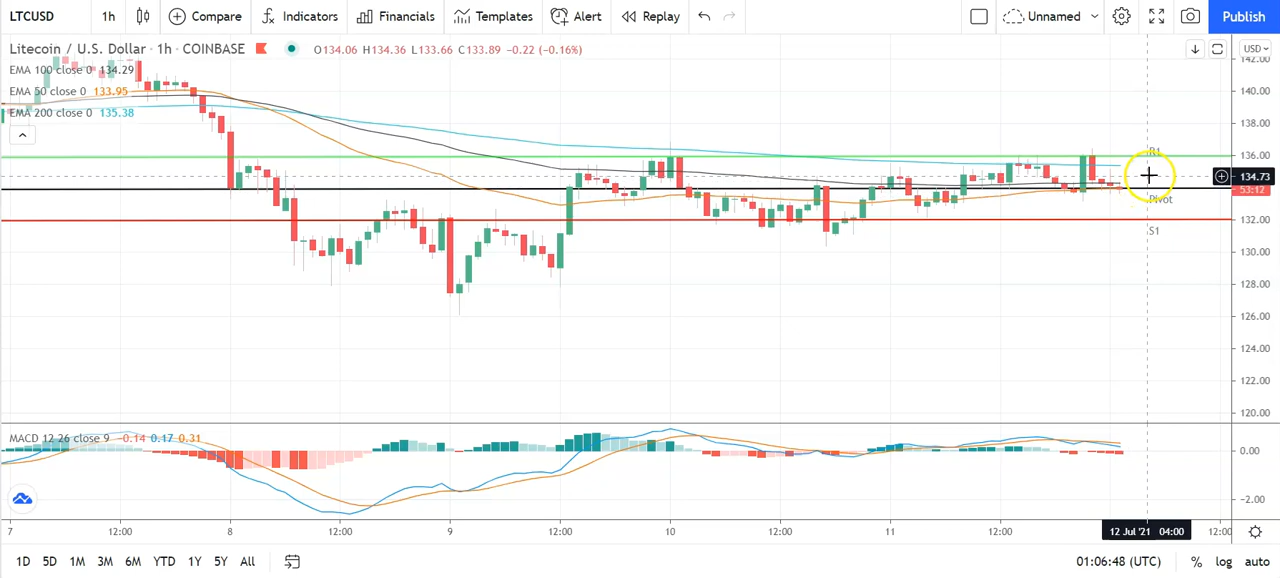 LTCUSD 1h Compare Indicators Financials Templates Alert Replay Unnamed Publish
Litecoin / U.S. Dollar · 1h · COINBASE O134.06 H134.36 L133.66 C133.89 -0.22 (-0.16%)
USD
142.00
EMA 100 close 0 134.29
EMA 50 close 0 133.95
140.00
EMA 200 close 0 135.38
138.00
R1
136.00
134.73
53:12
Pivot
132.00
S1
130.00
128.00
126.00
124.00
122.00
120.00
MACD 12 26 close 9 -0.14 0.17 0.31
0.00
-2.00
7 12:00 8 12:00 9 12:00 10 12:00 11 12:00 12 Jul '21 04:00 12:00
1D 5D 1M 3M 6M YTD 1Y 5Y All 01:06:48 (UTC) % log auto